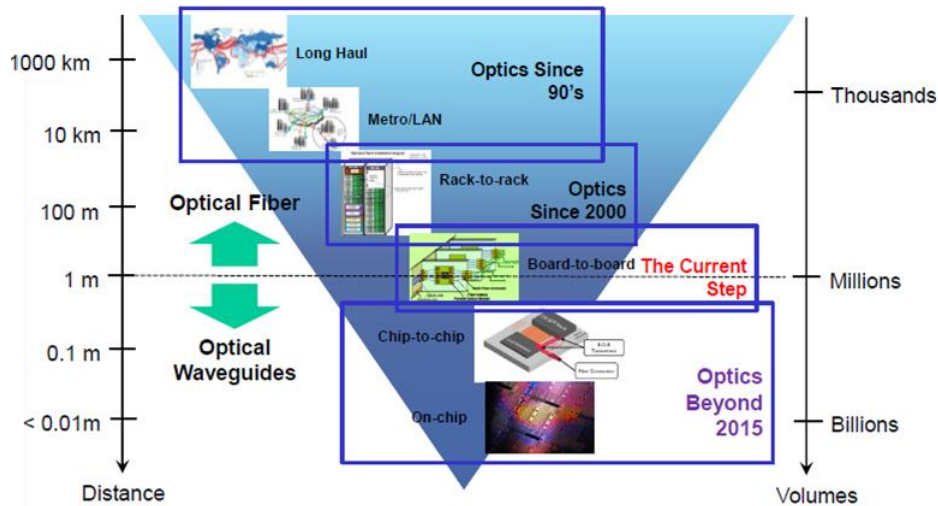 1000 km
10 km
100 m
1 m
0.1 m
< 0.01m
Distance
Optical Fiber
Optical
Waveguides
Long Haul
Metro/LAN
Optics Since
90's
Rack-to-rack
Optics
Since 2000
Board-to-board
The Current
Step
Chip-to-chip
On-chip
Optics
Beyond
2015
Thousands
Millions
Billions
Volumes